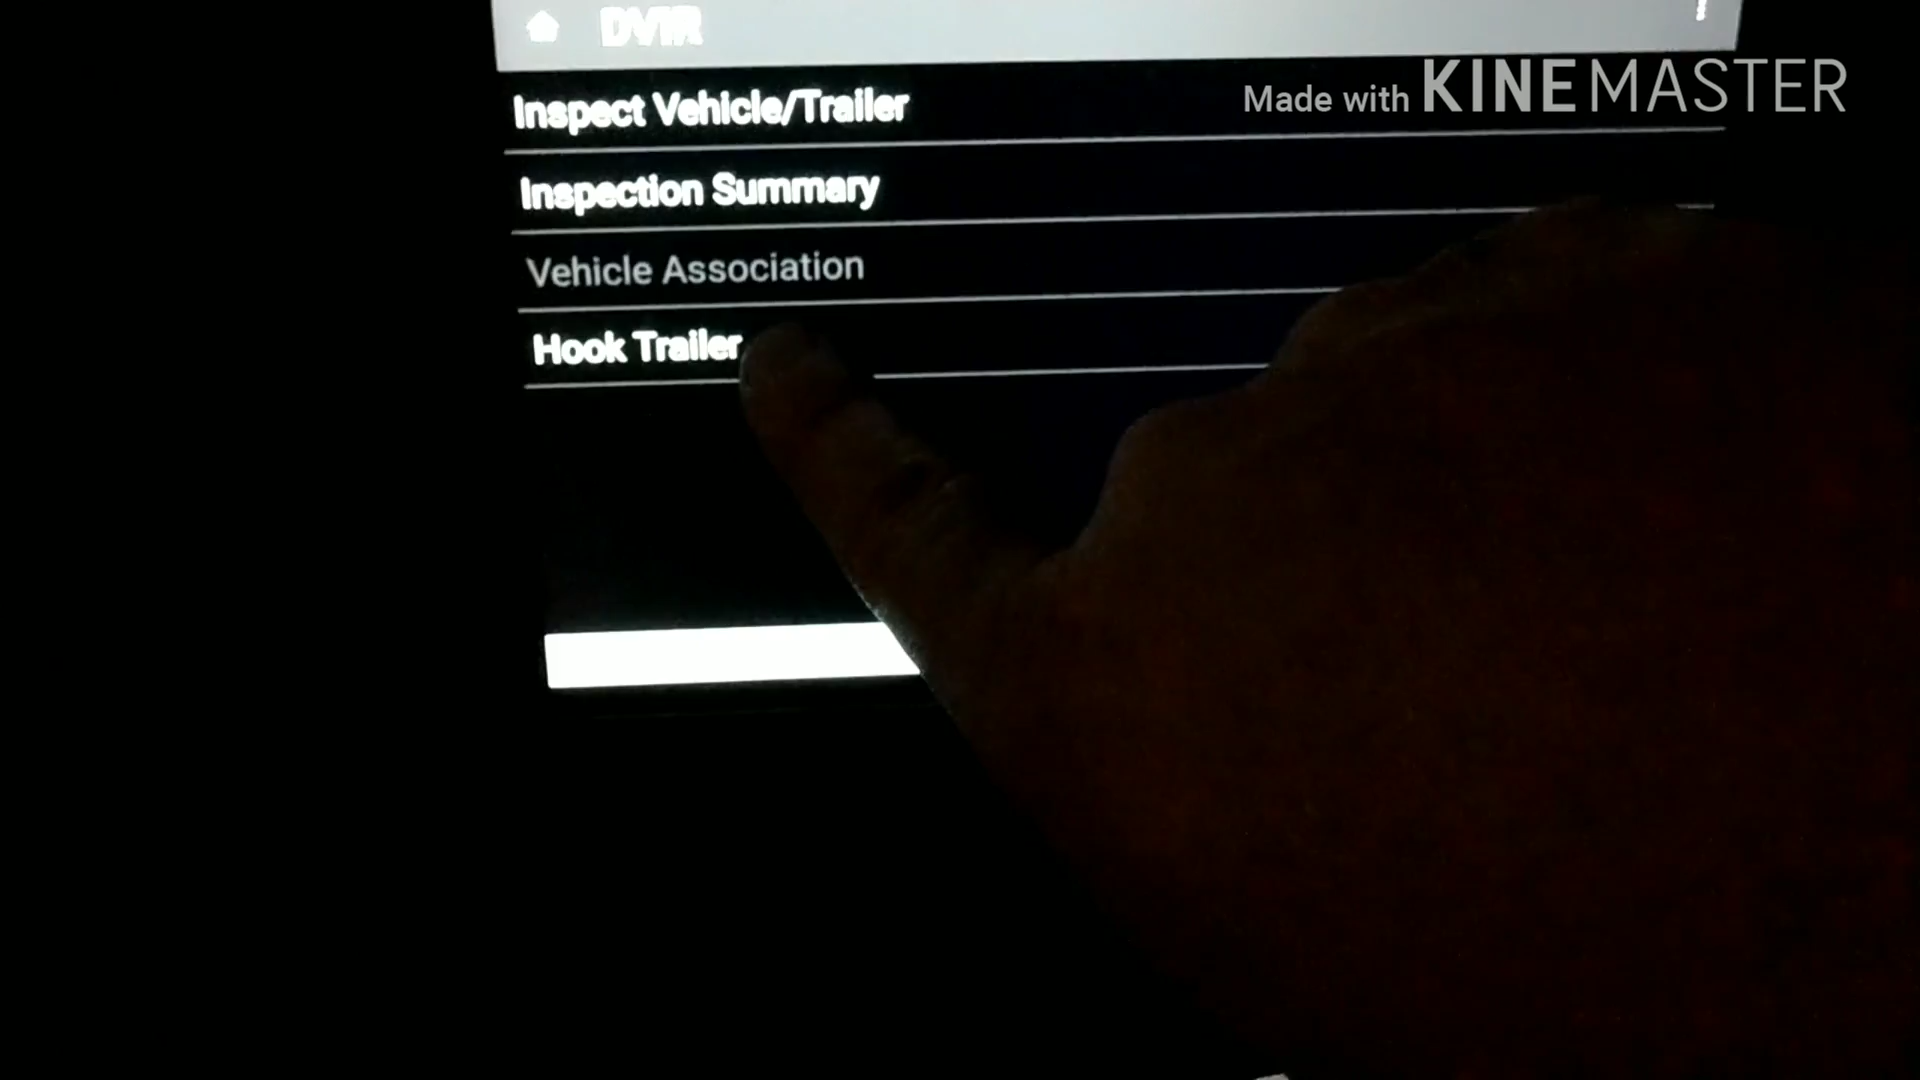 DVIR
Made with KINEMASTER
Inspect Vehicle/Trailer
Inspection Summary
Vehicle Association
Hook Trailer